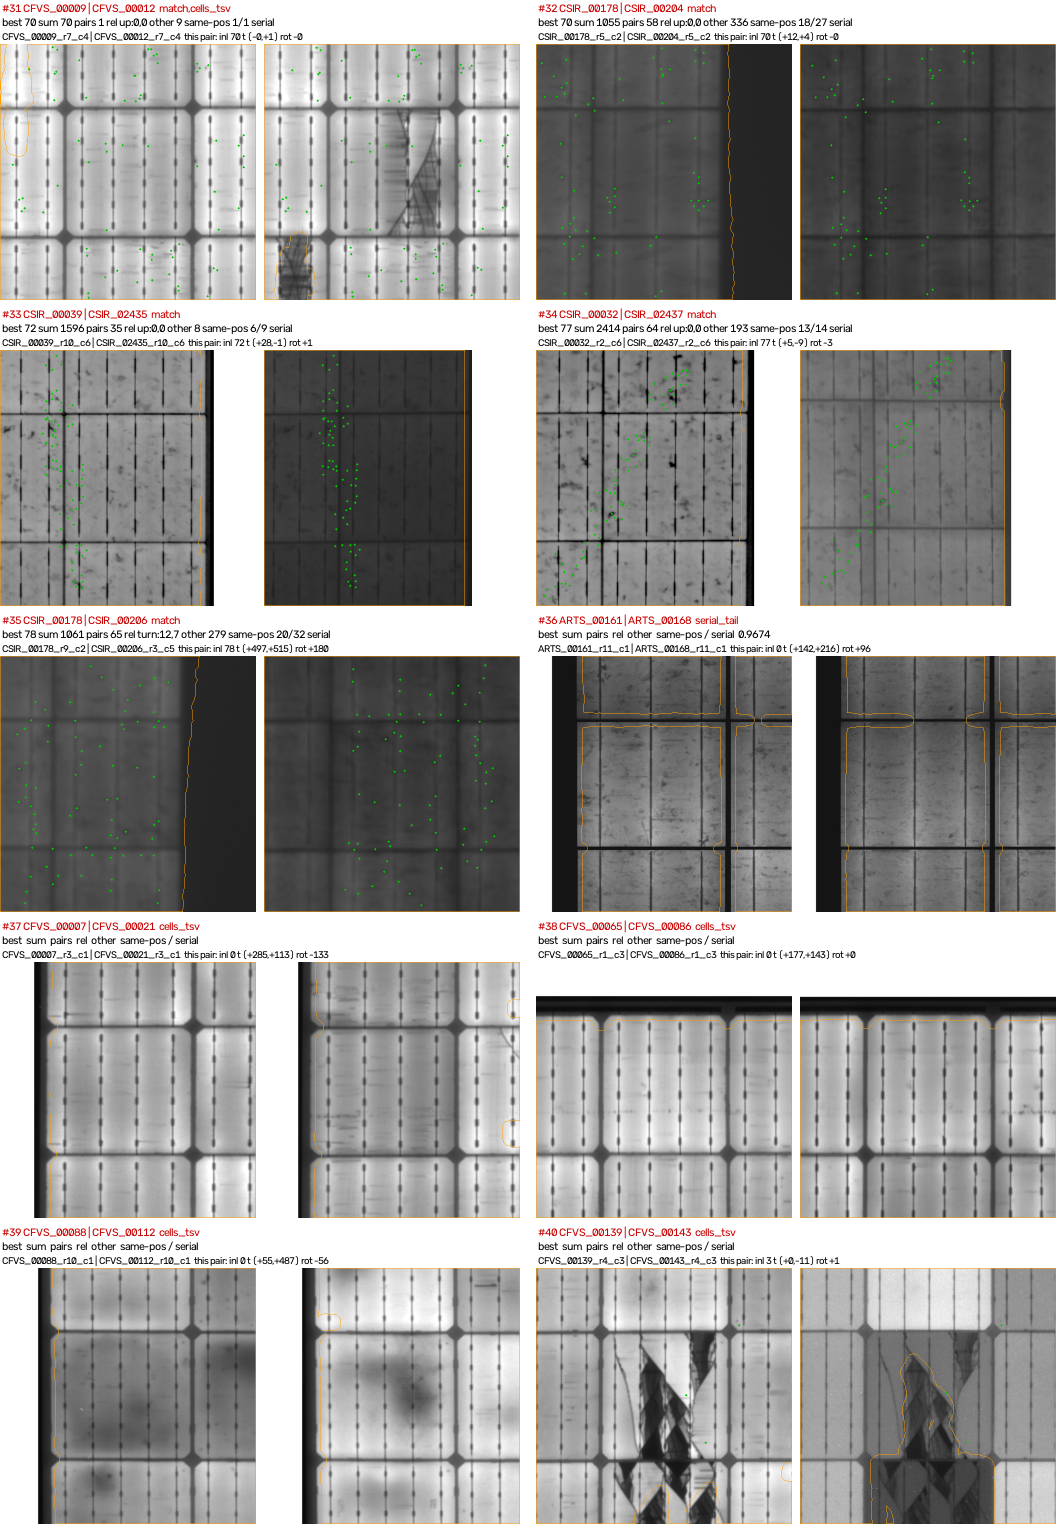 #31 CFVS_00009 | CFVS_00012 match,cells_tsv
best 70 sum 70 pairs 1 rel up:0,0 other 9 same-pos 1/1 serial
CFVS_00009_r7_c4 | CFVS_00012_r7_c4 this pair: inl 70 t (-0,+1) rot -0
#32 CSIR_00178 | CSIR_00204 match
best 70 sum 1055 pairs 58 rel up:0,0 other 336 same-pos 18/27 serial
CSIR_00178_r5_c2 | CSIR_00204_r5_c2 this pair: inl 70 t (+12,+4) rot -0
#33 CSIR_00039 | CSIR_02435 match
best 72 sum 1596 pairs 35 rel up:0,0 other 8 same-pos 6/9 serial
CSIR_00039_r10_c6 | CSIR_02435_r10_c6 this pair: inl 72 t (+28,-1) rot +1
#34 CSIR_00032 | CSIR_02437 match
best 77 sum 2414 pairs 64 rel up:0,0 other 193 same-pos 13/14 serial
CSIR_00032_r2_c6 | CSIR_02437_r2_c6 this pair: inl 77 t (+5,-9) rot -3
#35 CSIR_00178 | CSIR_00206 match
best 78 sum 1061 pairs 65 rel turn:12,7 other 279 same-pos 20/32 serial
CSIR_00178_r9_c2 | CSIR_00206_r3_c5 this pair: inl 78 t (+497,+515) rot +180
#36 ARTS_00161 | ARTS_00168 serial_tail
best sum pairs rel other same-pos / serial 0.9674
ARTS_00161_r11_c1 | ARTS_00168_r11_c1 this pair: inl 0 t (+142,+216) rot +96
#37 CFVS_00007 | CFVS_00021 cells_tsv
best sum pairs rel other same-pos / serial
CFVS_00007_r3_c1 | CFVS_00021_r3_c1 this pair: inl 0 t (+285,+113) rot -133
#38 CFVS_00065 | CFVS_00086 cells_tsv
best sum pairs rel other same-pos / serial
CFVS_00065_r1_c3 | CFVS_00086_r1_c3 this pair: inl 0 t (+177,+143) rot +0
#39 CFVS_00088 | CFVS_00112 cells_tsv
best sum pairs rel other same-pos / serial
CFVS_00088_r10_c1 | CFVS_00112_r10_c1 this pair: inl 0 t (+55,+487) rot -56
#40 CFVS_00139 | CFVS_00143 cells_tsv
best sum pairs rel other same-pos / serial
CFVS_00139_r4_c3 | CFVS_00143_r4_c3 this pair: inl 3 t (+0,-11) rot +1